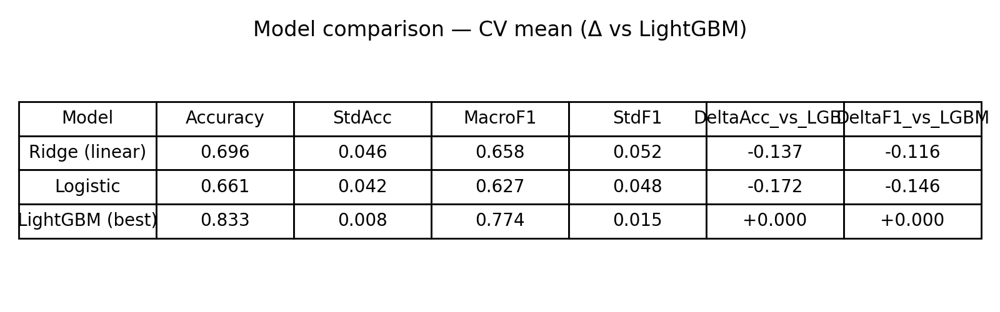 Model comparison — CV mean (Δ vs LightGBM)
Model Accuracy StdAcc MacroF1 StdF1 DeltaAcc_vs_LGB DeltaF1_vs_LGBM
Ridge (linear) 0.696 0.046 0.658 0.052 -0.137 -0.116
Logistic 0.661 0.042 0.627 0.048 -0.172 -0.146
LightGBM (best) 0.833 0.008 0.774 0.015 +0.000 +0.000